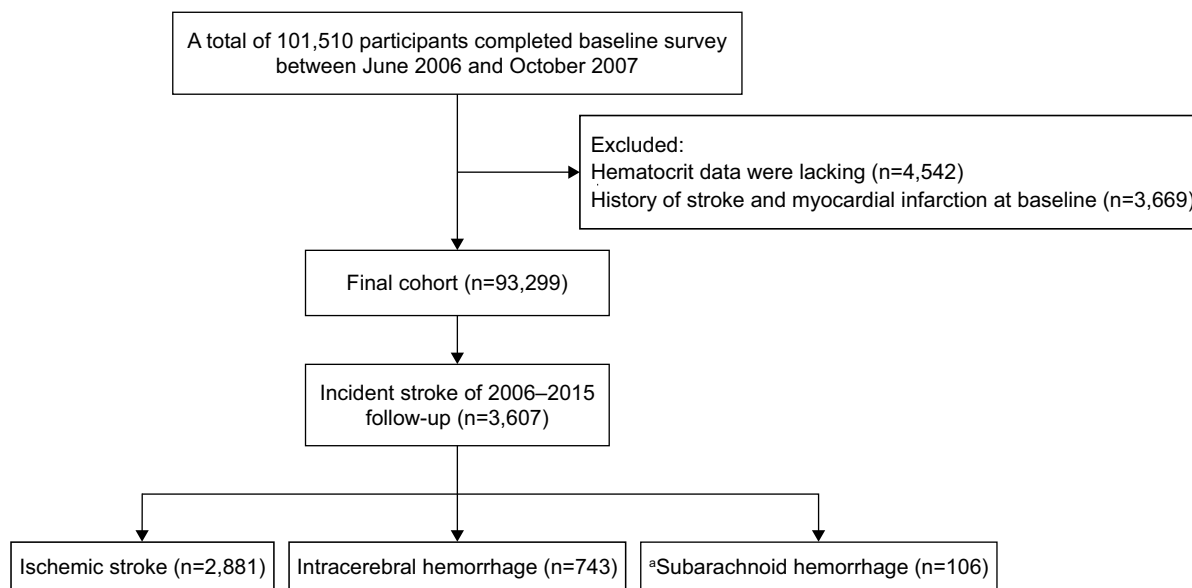 A total of 101,510 participants completed baseline survey
between June 2006 and October 2007
Excluded:
Hematocrit data were lacking (n=4,542)
History of stroke and myocardial infarction at baseline (n=3,669)
Final cohort (n=93,299)
Incident stroke of 2006–2015
follow-up (n=3,607)
Ischemic stroke (n=2,881)
Intracerebral hemorrhage (n=743)
ᵃSubarachnoid hemorrhage (n=106)